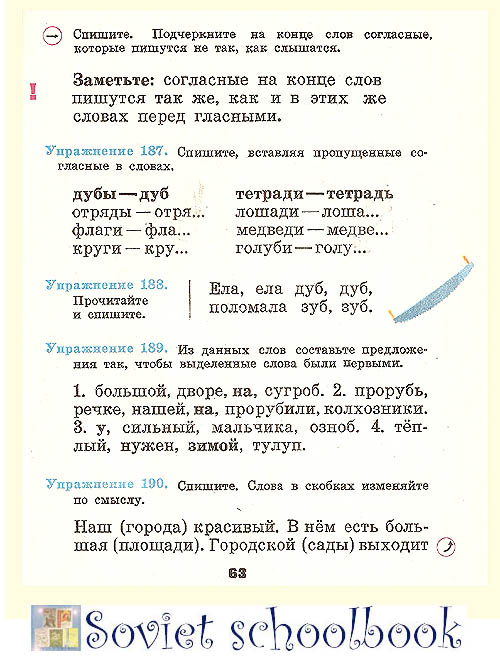 Спишите. Подчеркните на конце слов согласные,
которые пишутся не так, как слышатся.
! Заметьте: согласные на конце слов
пишутся так же, как и в этих же
словах перед гласными.
Упражнение 187. Спишите, вставляя пропущенные со-
гласные в словах.
дубы — дуб тетради — тетрадь
отряды — отря... лошади — лоша...
флаги — фла... медведи — медве...
круги — кру... голуби — голу...
Упражнение 188.
Прочитайте
и спишите.
Ела, ела дуб, дуб,
поломала зуб, зуб.
Упражнение 189. Из данных слов составьте предложе-
ния так, чтобы выделенные слова были первыми.
1. большой, дворе, на, сугроб. 2. прорубь,
речке, нашей, на, прорубили, колхозники.
3. у, сильный, мальчика, озноб. 4. тёп-
лый, нужен, зимой, тулуп.
Упражнение 190. Спишите. Слова в скобках изменяйте
по смыслу.
Наш (города) красивый. В нём есть боль-
шая (площади). Городской (сады) выходит
63
Soviet schoolbook